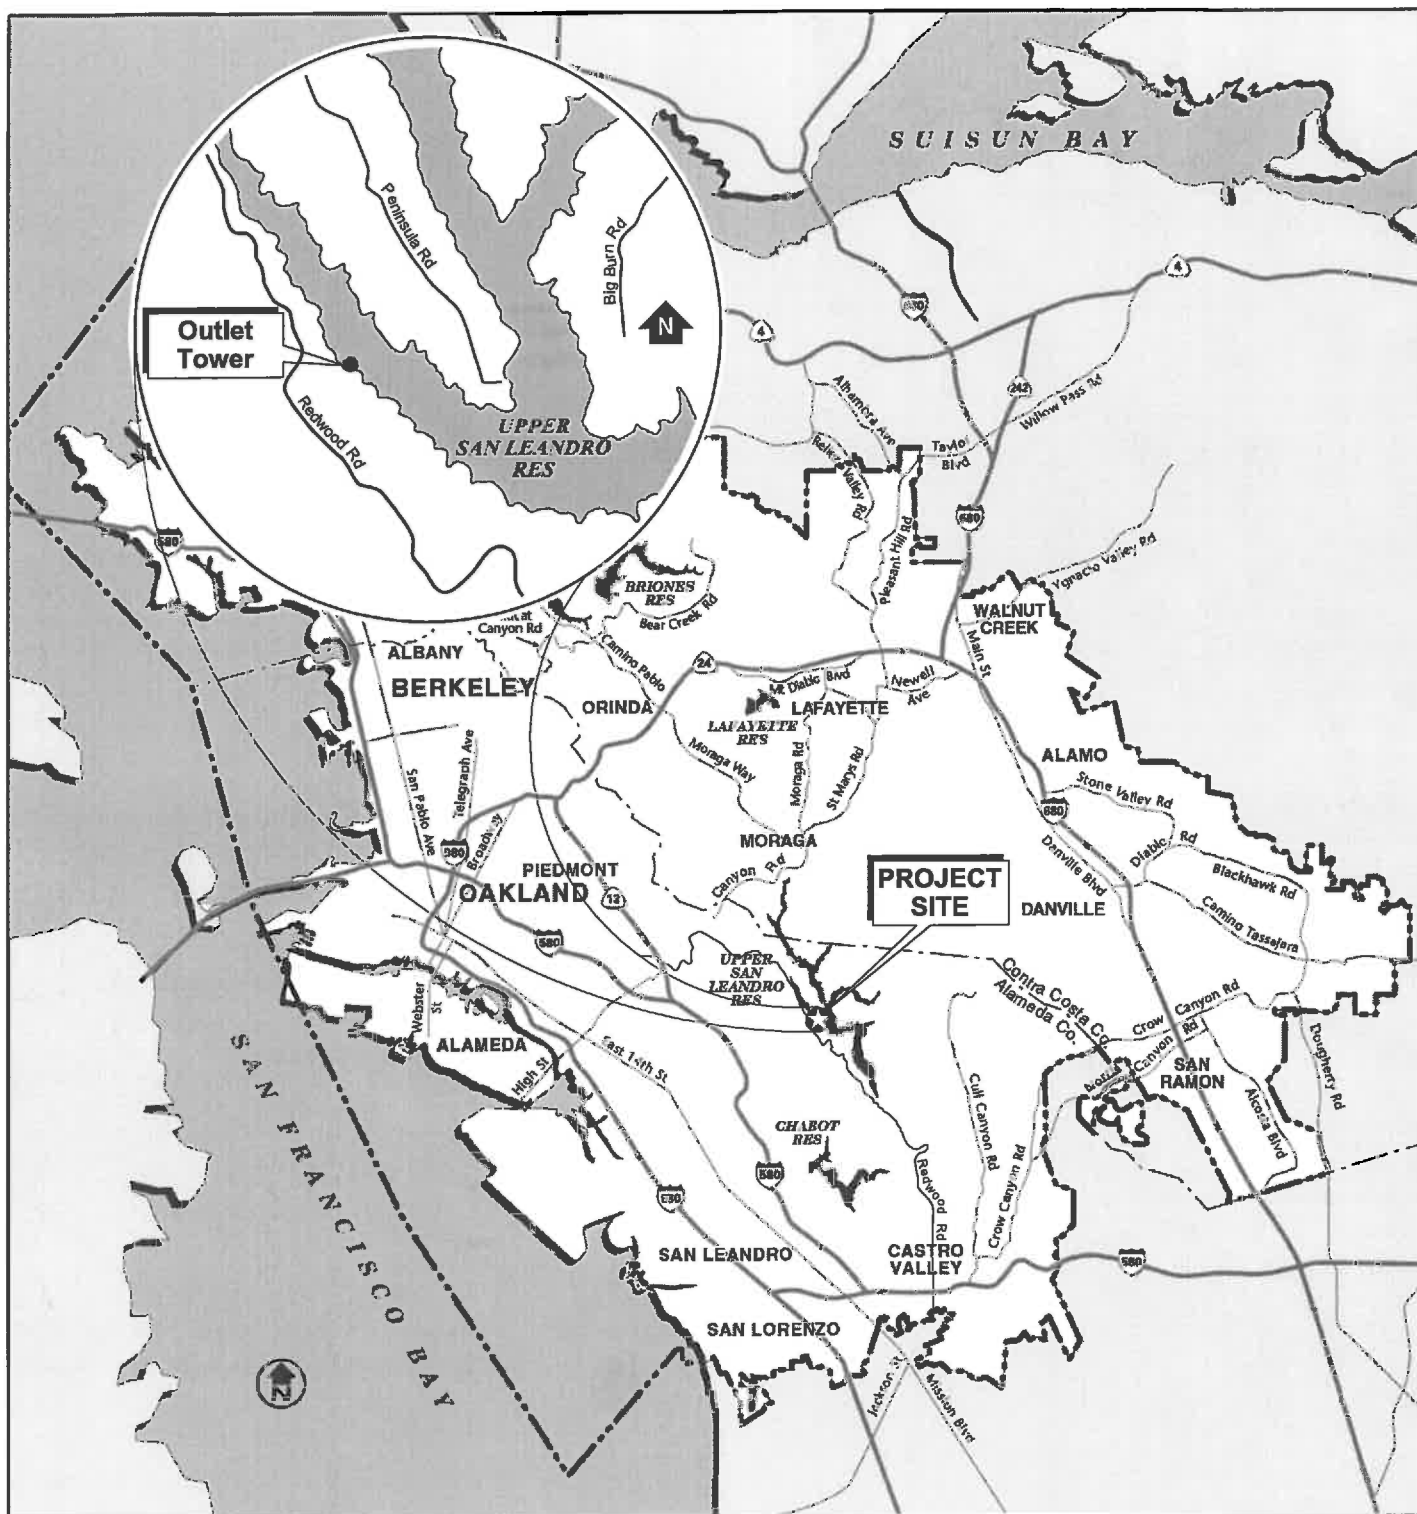 SUISUN BAY
Peninsula Rd
Big Burn Rd
N
Outlet
Tower
Redwood Rd
UPPER
SAN LEANDRO
RES
4
4
680
242
Alhambra Ave
Willow Pass Rd
Taylor
Blvd
Valley
Rd
Pleasant Hill Rd
680
Ygnacio Valley Rd
580
BRIONES
RES
Bear Creek Rd
WALNUT
CREEK
Main St
Canyon Rd
Camino Pablo
ALBANY
BERKELEY
ORINDA
24
Mt Diablo Blvd
Newell
Ave
LAFAYETTE
LAFAYETTE
RES
Moraga Way
Moraga Rd
St Marys Rd
ALAMO
Stone Valley Rd
San Pablo Ave
Telegraph Ave
Broadway
680
MORAGA
Danville Blvd
Diablo Rd
Blackhawk Rd
980
PIEDMONT
OAKLAND
13
Canyon Rd
PROJECT
SITE
DANVILLE
Camino Tassajara
580
UPPER
SAN
LEANDRO
RES
Contra Costa Co.
Alameda Co.
Crow Canyon Rd
Webster
St
ALAMEDA
High St
East 14th St
Canyon Rd
SAN
RAMON
Dougherty Rd
Alcosta Blvd
Cull Canyon Rd
Crow Canyon Rd
CHABOT
RES
Redwood Rd
580
SAN FRANCISCO BAY
SAN LEANDRO
CASTRO
VALLEY
580
SAN LORENZO
N
Jackson St
Mission Blvd